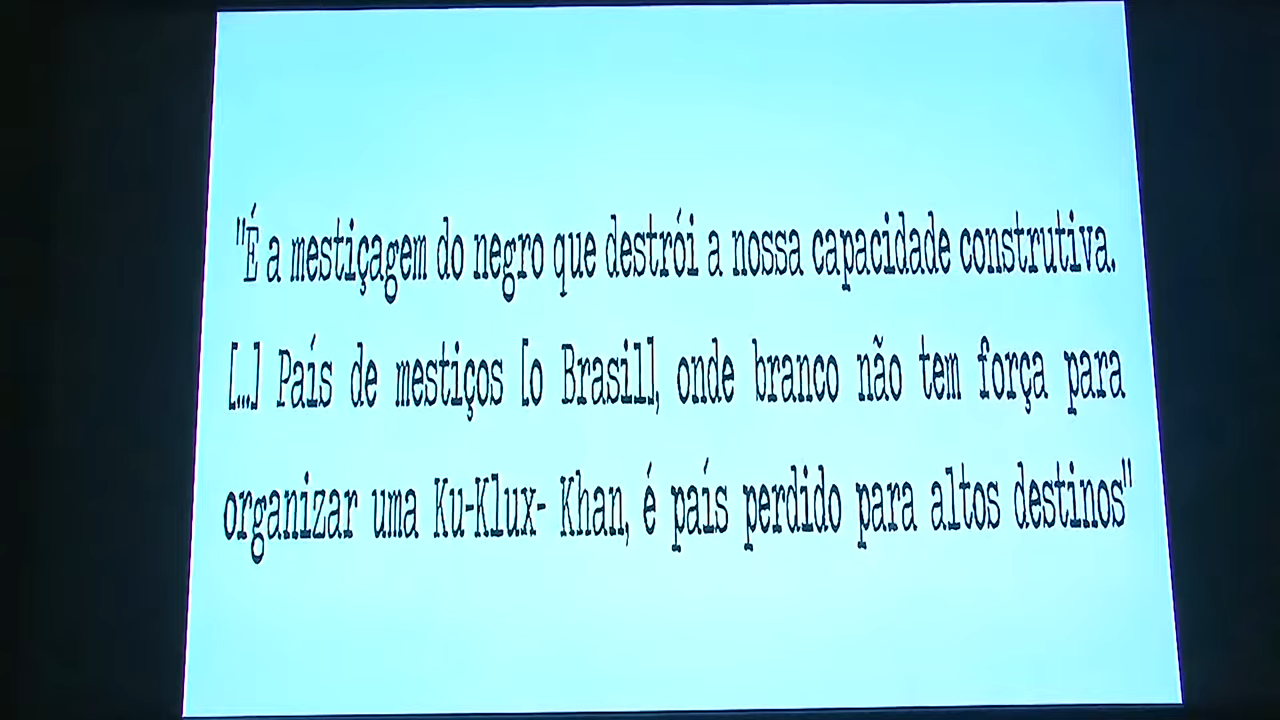 "É a mestiçagem do negro que destrói a nossa capacidade construtiva.
[...] País de mestiços [o Brasil], onde branco não tem força para
organizar uma Ku-Klux- Khan, é país perdido para altos destinos"